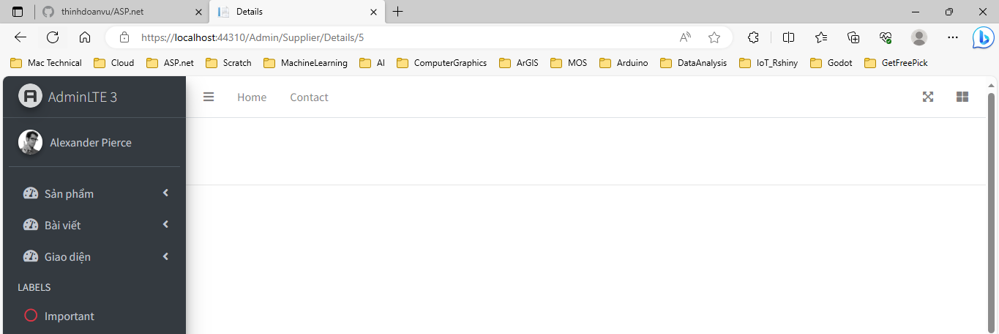 thinhdoanvu/ASP.net
Details
https://localhost:44310/Admin/Supplier/Details/5
Mac Technical Cloud ASP.net Scratch MachineLearning AI ComputerGraphics ArGIS MOS Arduino DataAnalysis IoT_Rshiny Godot GetFreePick
AdminLTE 3
Home Contact
Alexander Pierce
Sản phẩm
Bài viết
Giao diện
LABELS
Important